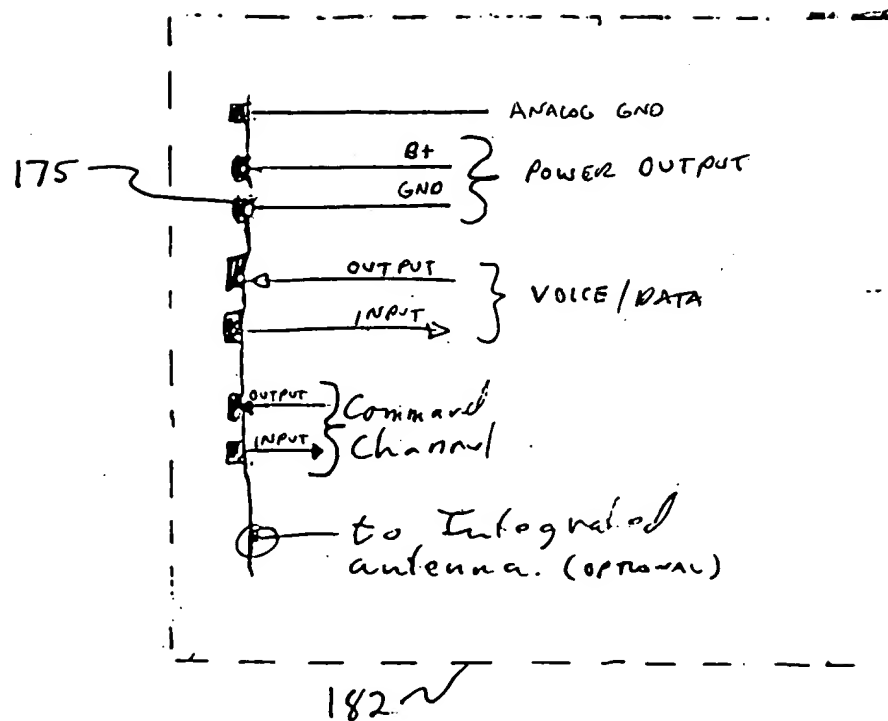 ANALOG GND
B+
POWER OUTPUT
175
GND
OUTPUT
VOICE/DATA
INPUT
OUTPUT
Command
INPUT
Channel
to Integrated
antenna. (OPTIONAL)
182